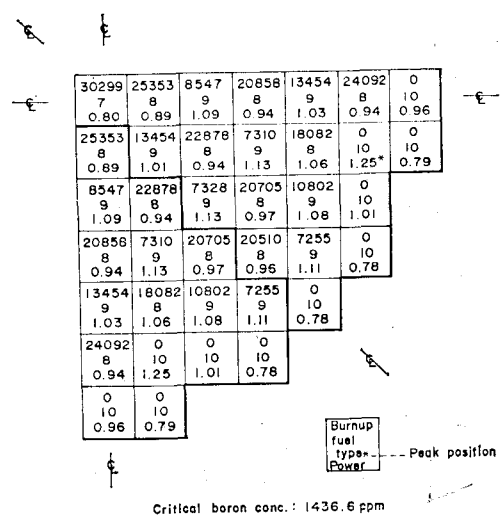 ℄ ℄
30299 25353 8547 20858 13454 24092 0
7 8 9 8 9 8 10
0.80 0.89 1.09 0.94 1.03 0.94 0.96
℄ ℄
25353 13454 22878 7310 18082 0 0
8 9 8 9 8 10 10
0.89 1.01 0.94 1.13 1.06 1.25* 0.79
8547 22878 7328 20705 10802 0
9 8 9 8 9 10
1.09 0.94 1.13 0.97 1.08 1.01
20858 7310 20705 20510 7255 0
8 9 8 8 9 10
0.94 1.13 0.97 0.96 1.11 0.78
13454 18082 10802 7255 0
9 8 9 9 10
1.03 1.06 1.08 1.11 0.78
24092 0 0 0
8 10 10 10
0.94 1.25 1.01 0.78
℄
0 0
10 10
0.96 0.79
℄
Burnup
fuel
type* --- Peak position
Power
Critical boron conc.: 1436.6 ppm